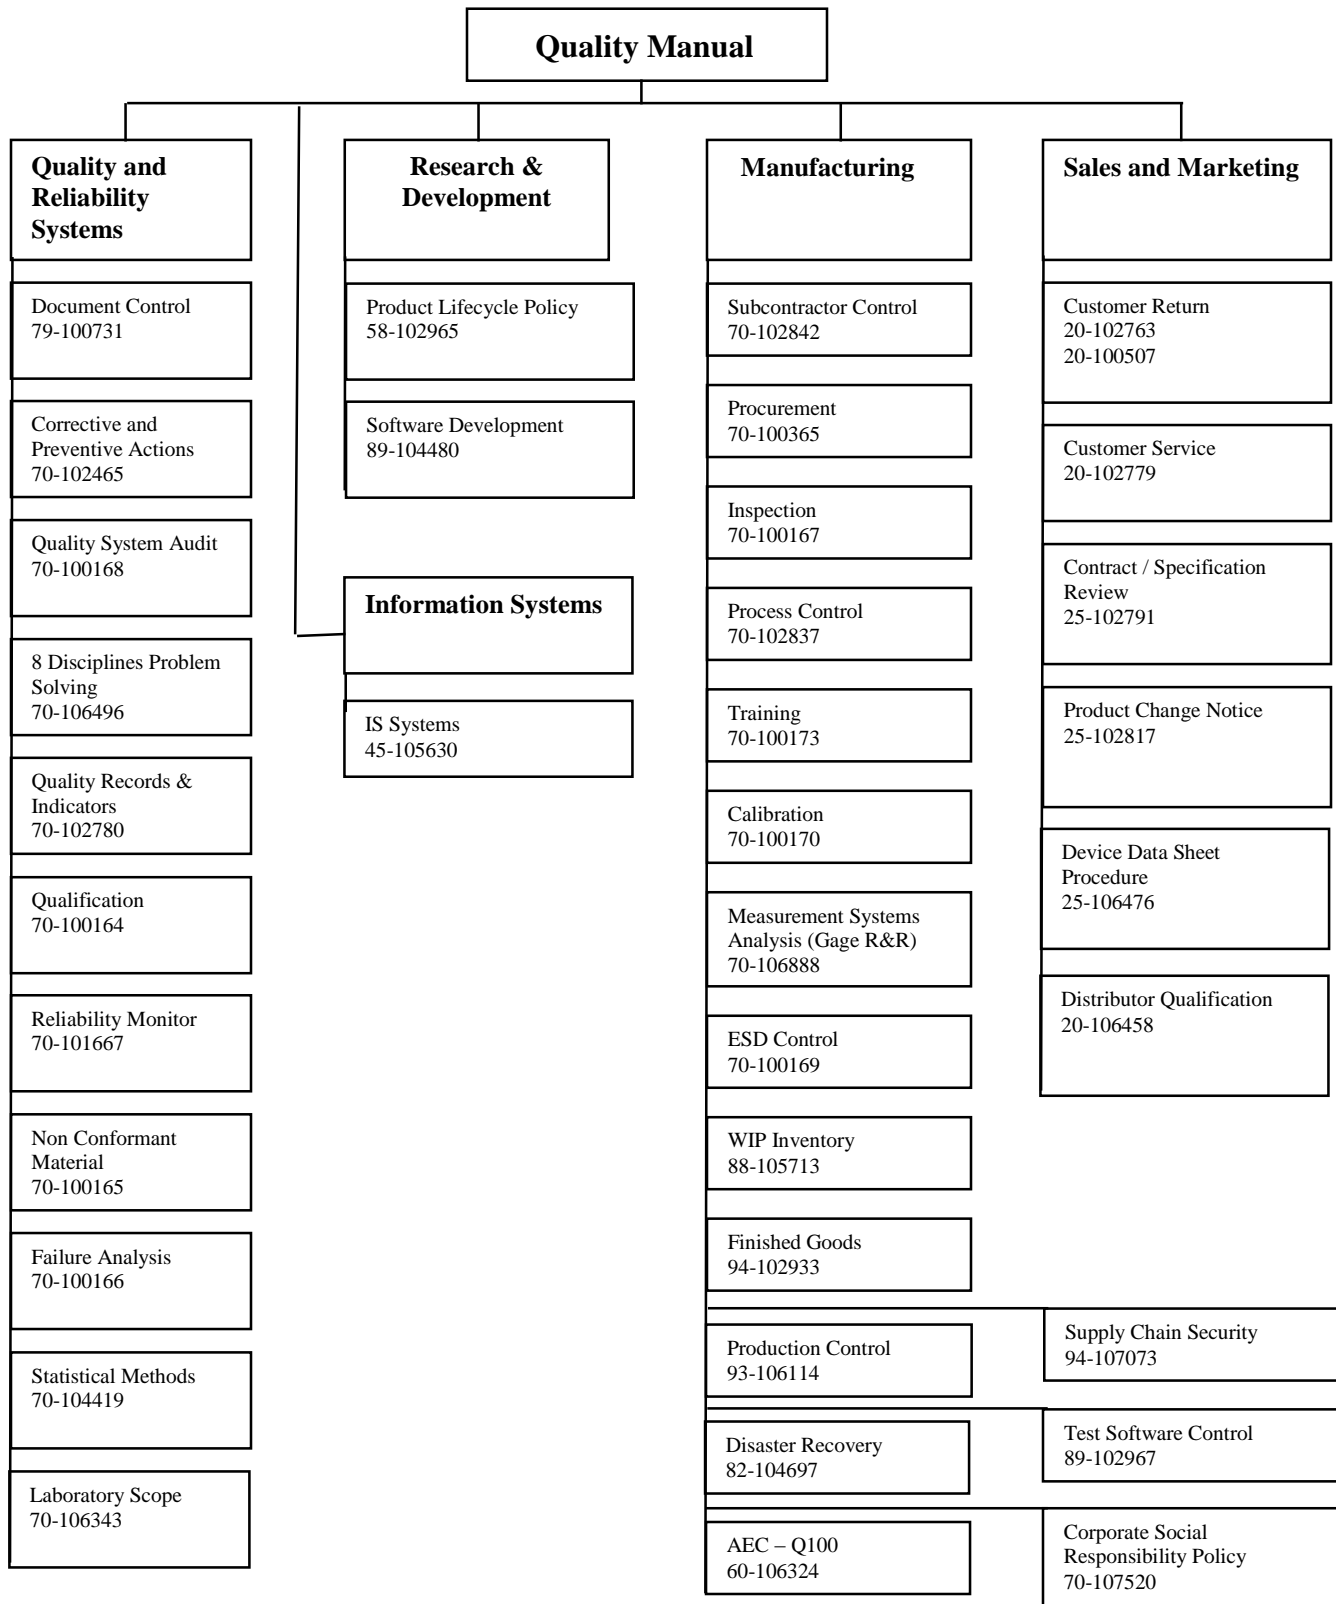 Quality Manual
Quality and
Reliability
Systems
Document Control
79-100731
Corrective and
Preventive Actions
70-102465
Quality System Audit
70-100168
8 Disciplines Problem
Solving
70-106496
Quality Records &
Indicators
70-102780
Qualification
70-100164
Reliability Monitor
70-101667
Non Conformant
Material
70-100165
Failure Analysis
70-100166
Statistical Methods
70-104419
Laboratory Scope
70-106343
Research &
Development
Product Lifecycle Policy
58-102965
Software Development
89-104480
Information Systems
IS Systems
45-105630
Manufacturing
Subcontractor Control
70-102842
Procurement
70-100365
Inspection
70-100167
Process Control
70-102837
Training
70-100173
Calibration
70-100170
Measurement Systems
Analysis (Gage R&R)
70-106888
ESD Control
70-100169
WIP Inventory
88-105713
Finished Goods
94-102933
Production Control
93-106114
Disaster Recovery
82-104697
AEC – Q100
60-106324
Supply Chain Security
94-107073
Test Software Control
89-102967
Corporate Social
Responsibility Policy
70-107520
Sales and Marketing
Customer Return
20-102763
20-100507
Customer Service
20-102779
Contract / Specification
Review
25-102791
Product Change Notice
25-102817
Device Data Sheet
Procedure
25-106476
Distributor Qualification
20-106458